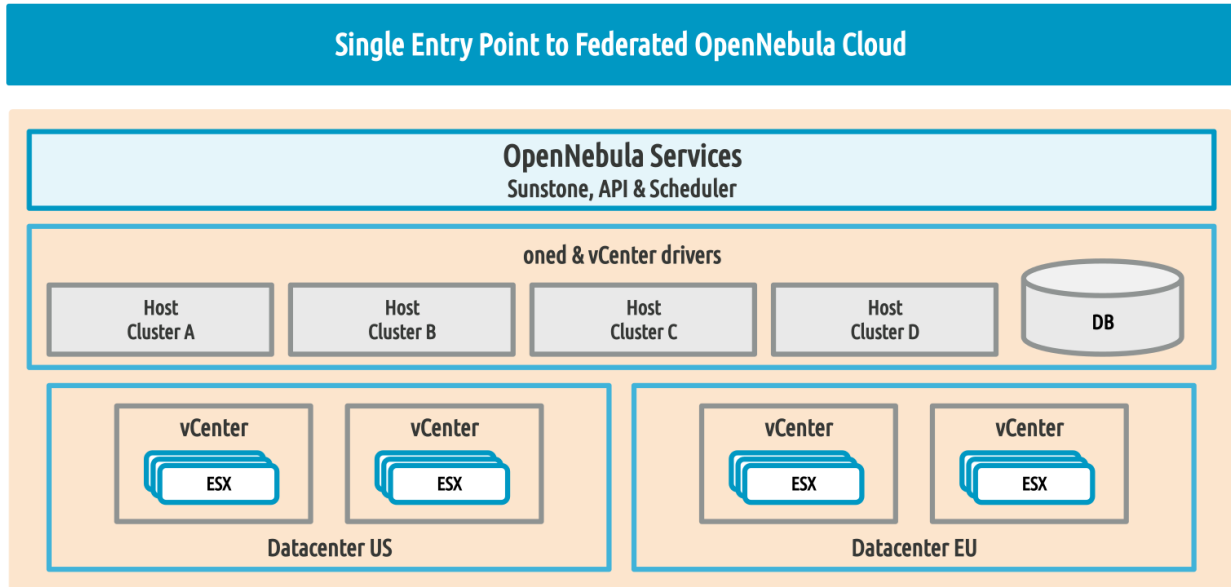 Single Entry Point to Federated OpenNebula Cloud
OpenNebula Services
Sunstone, API & Scheduler
oned & vCenter drivers
Host
Cluster A
Host
Cluster B
Host
Cluster C
Host
Cluster D
DB
vCenter
ESX
vCenter
ESX
Datacenter US
vCenter
ESX
vCenter
ESX
Datacenter EU